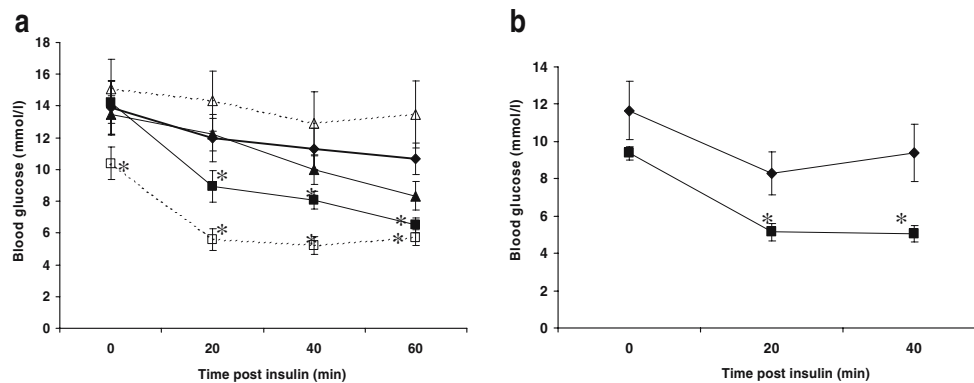 a
18
16
14
12
10
8
6
4
2
0
Blood glucose (mmol/l)
* * * * * * *
0 20 40 60
Time post insulin (min)
b
14
12
10
8
6
4
2
0
Blood glucose (mmol/l)
* *
0 20 40
Time post insulin (min)